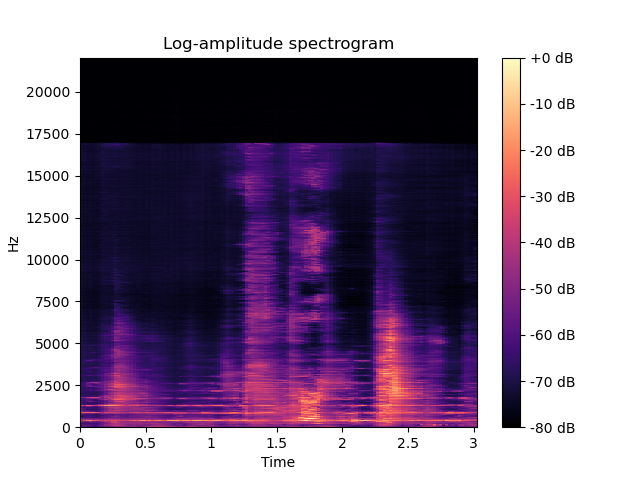 Log-amplitude spectrogram
Hz
20000
17500
15000
12500
10000
7500
5000
2500
0
0 0.5 1 1.5 2 2.5 3
Time
+0 dB
-10 dB
-20 dB
-30 dB
-40 dB
-50 dB
-60 dB
-70 dB
-80 dB